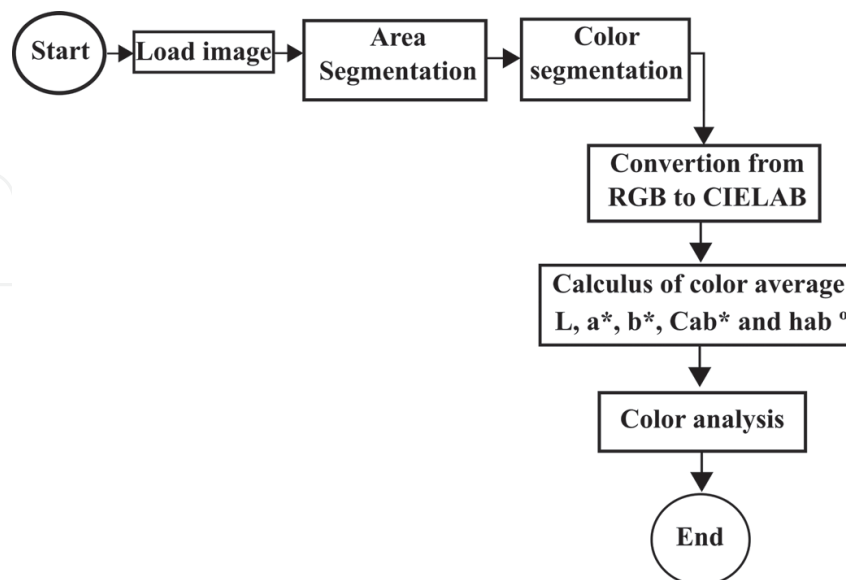 Start
Load image
Area
Segmentation
Color
segmentation
Convertion from
RGB to CIELAB
Calculus of color average
L, a*, b*, Cab* and hab º
Color analysis
End